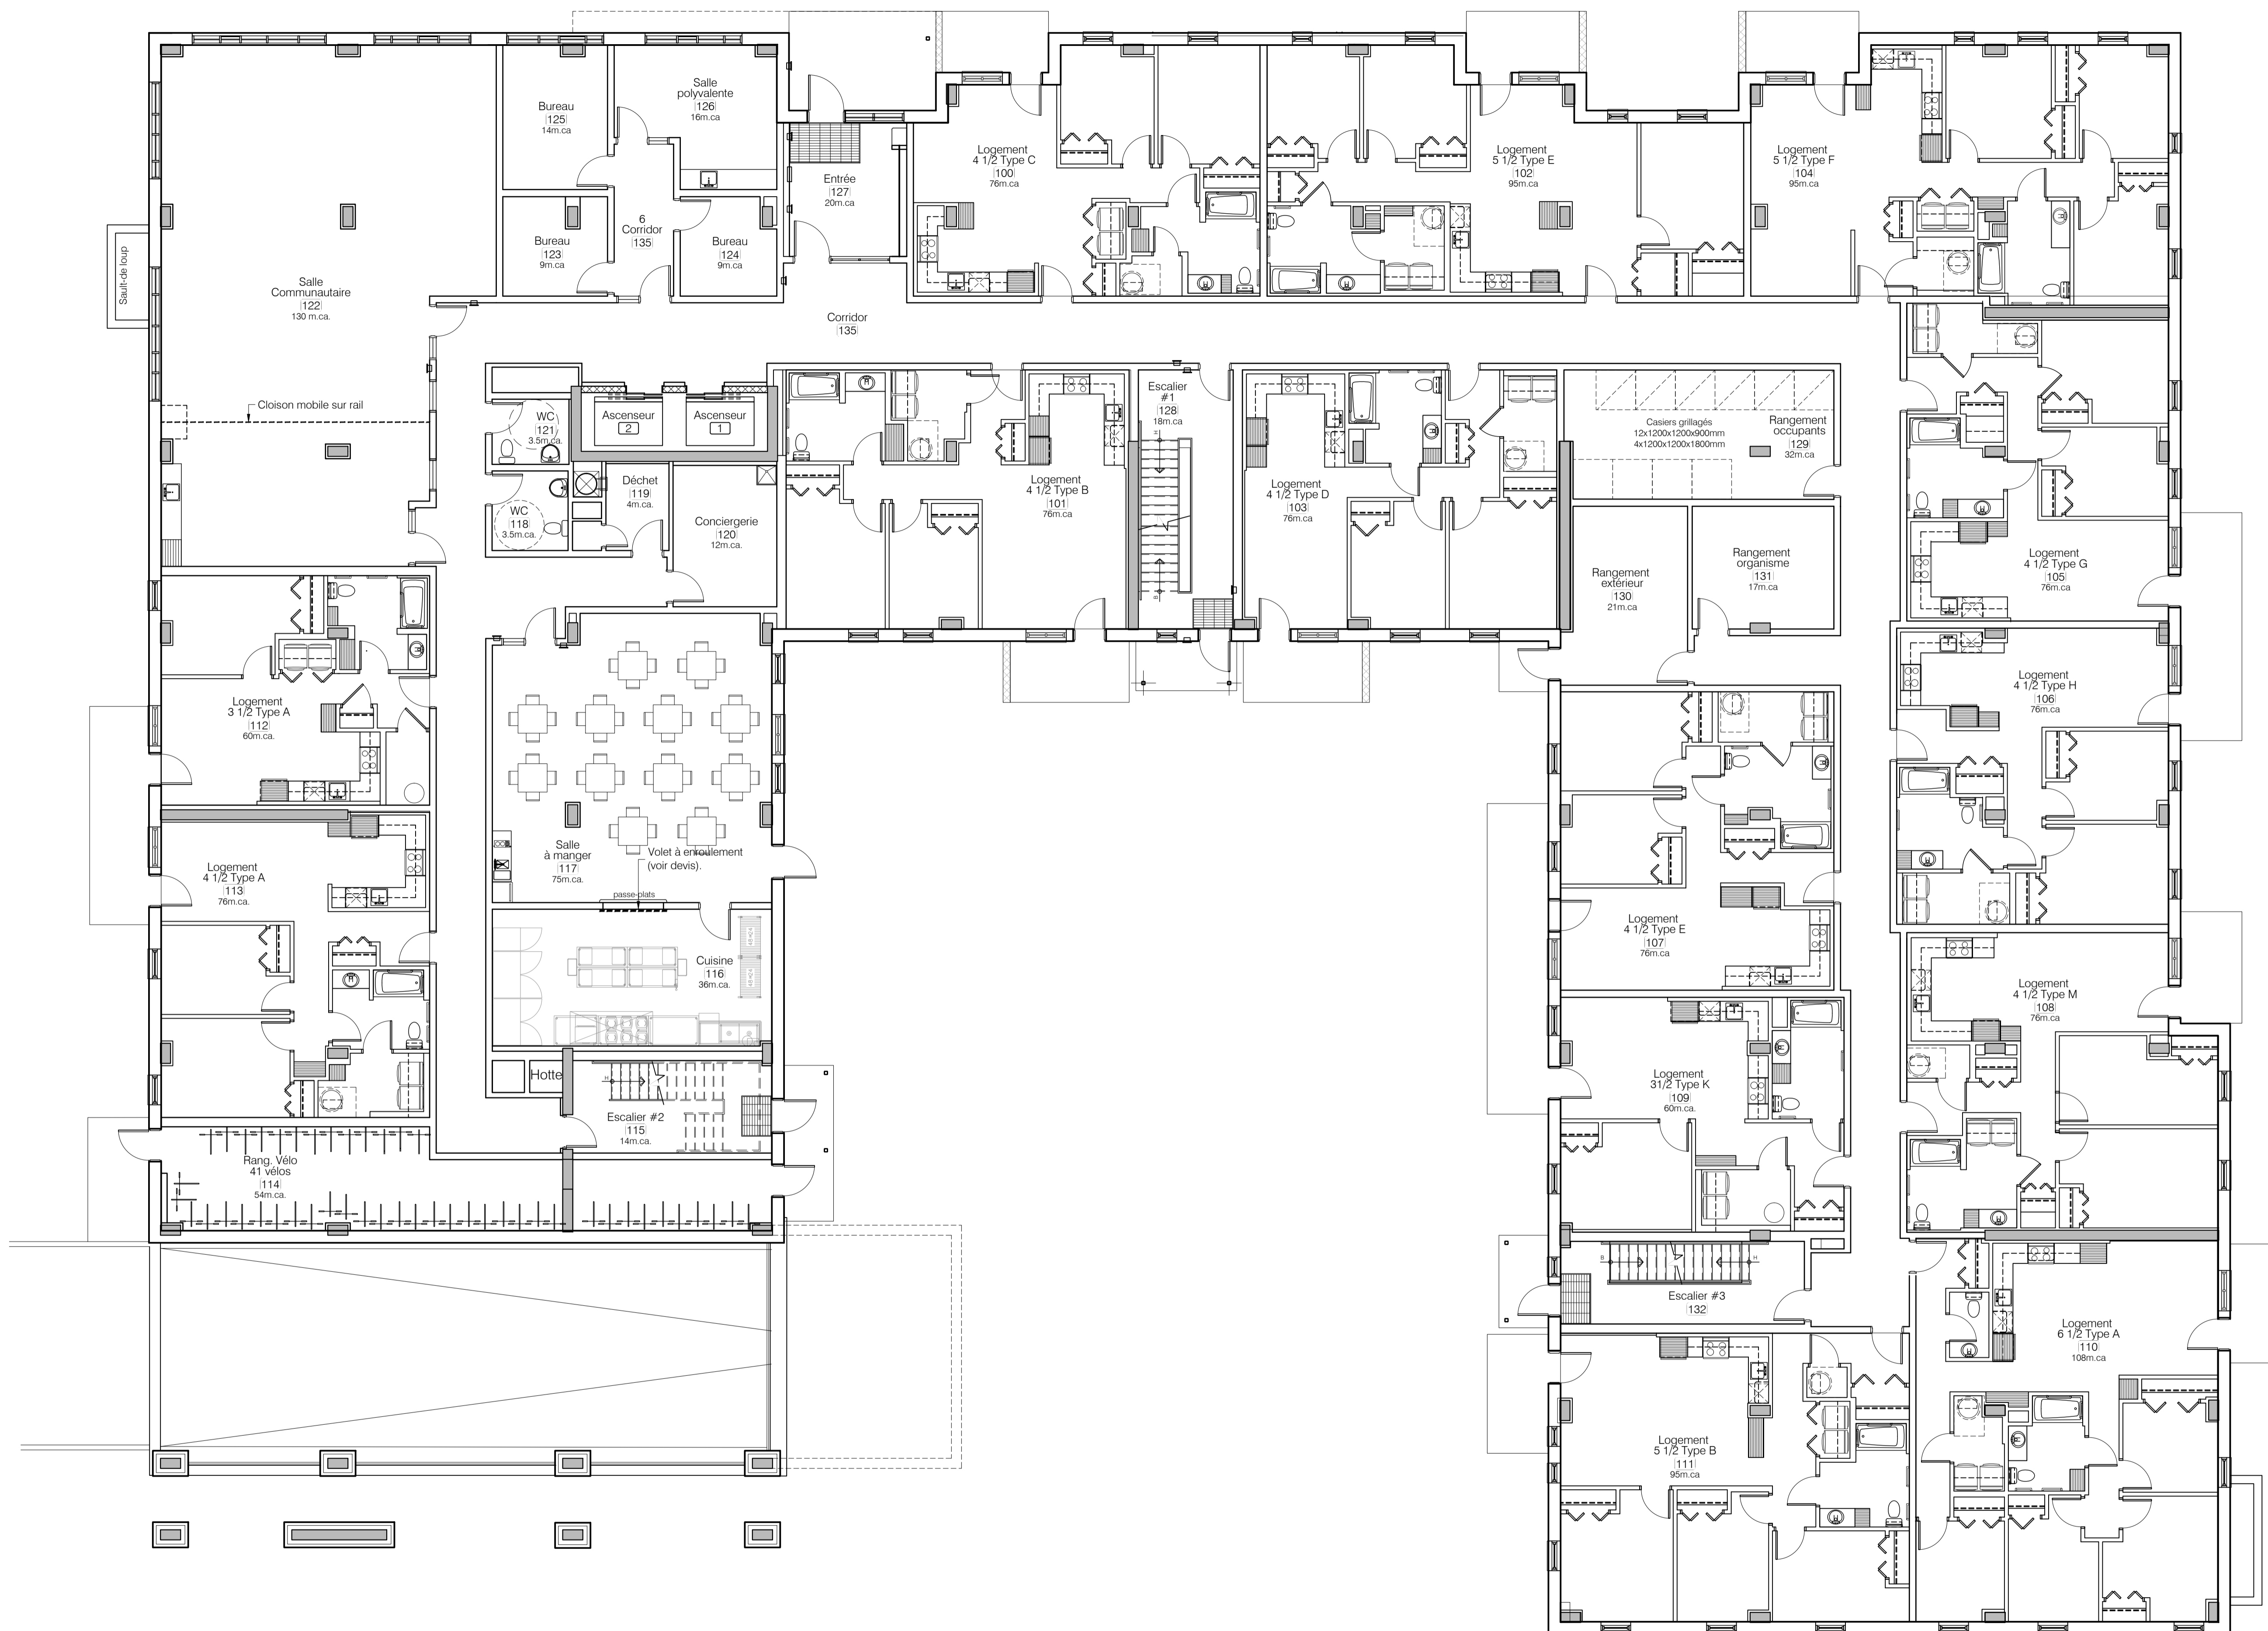 Salle
Communautaire
122
130 m.ca.
Sault-de loup
Cloison mobile sur rail
Bureau
125
14m.ca
Salle
polyvalente
126
16m.ca
Bureau
123
9m.ca
6
Corridor
135
Bureau
124
9m.ca
Entrée
127
20m.ca
Logement
4 1/2 Type C
100
76m.ca
Logement
5 1/2 Type E
102
95m.ca
Logement
5 1/2 Type F
104
95m.ca
Corridor
135
WC
121
3.5m.ca.
Ascenseur
2
Ascenseur
1
WC
118
3.5m.ca.
Déchet
119
4m.ca.
Conciergerie
120
12m.ca.
Logement
4 1/2 Type B
101
76m.ca
Escalier
#1
128
18m.ca
H
B
Logement
4 1/2 Type D
103
76m.ca
Casiers grillagés
12x1200x1200x900mm
4x1200x1200x1800mm
Rangement
occupants
129
32m.ca
Rangement
extérieur
130
21m.ca
Rangement
organisme
131
17m.ca
Logement
4 1/2 Type G
105
76m.ca
Logement
4 1/2 Type H
106
76m.ca
Logement
3 1/2 Type A
112
60m.ca.
Logement
4 1/2 Type A
113
76m.ca
Salle
à manger
117
75m.ca.
Volet à enroulement
(voir devis).
passe-plats
Cuisine
116
36m.ca.
Hotte
H
Escalier #2
115
14m.ca.
Rang. Vélo
41 vélos
114
54m.ca.
Logement
4 1/2 Type E
107
76m.ca
Logement
4 1/2 Type M
108
76m.ca
Logement
31/2 Type K
109
60m.ca.
B
H
Escalier #3
132
Logement
6 1/2 Type A
110
108m.ca
Logement
5 1/2 Type B
111
95m.ca